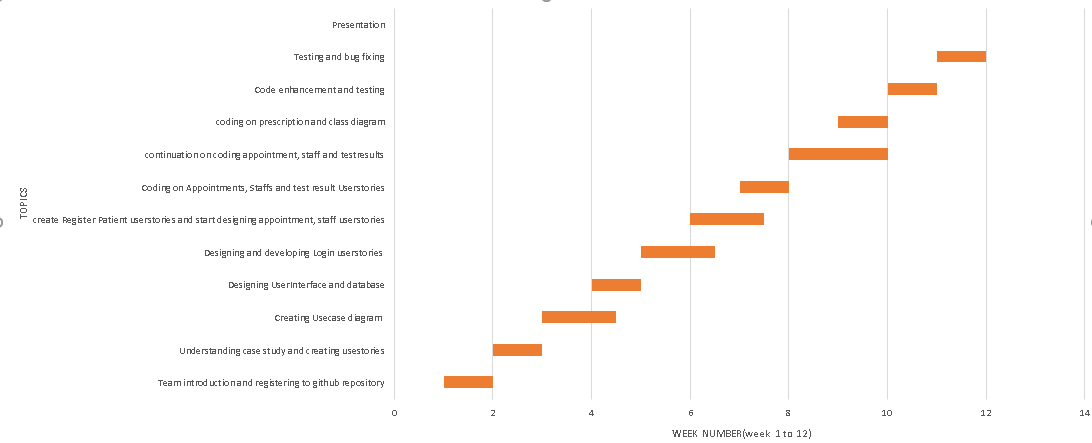 Presentation
Testing and bug fixing
Code enhancement and testing
coding on prescription and class diagram
continuation on coding appointment, staff and test results
Coding on Appointments, Staffs and test result Userstories
create Register Patient userstories and start designing appointment, staff userstories
Designing and developing Login userstories
Designing User Interface and database
Creating Usecase diagram
Understanding case study and creating usestories
Team introduction and registering to github repository
TOPICS
0 2 4 6 8 10 12 14
WEEK NUMBER(week 1 to 12)